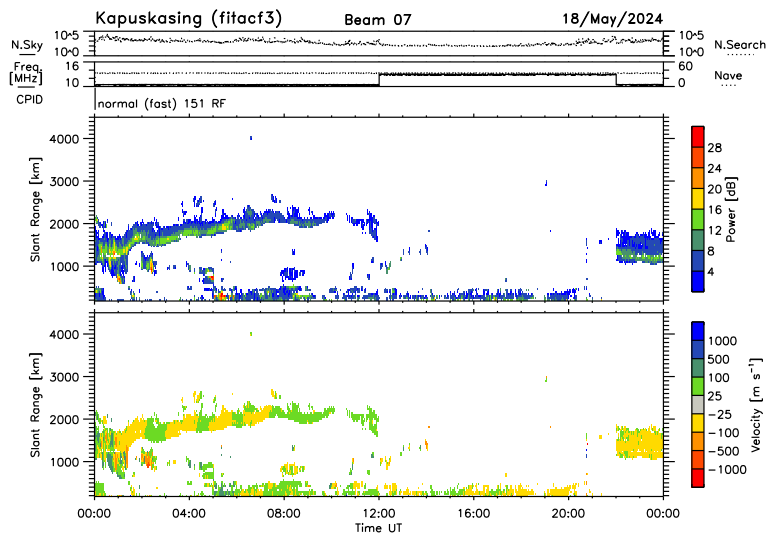 Kapuskasing (fitacf3) Beam 07 18/May/2024
N.Sky 10^5 10^0 10^5 10^0 N.Search
Freq. [MHz] 16 10 60 0 Nave
CPID normal (fast) 151 RF
Slant Range [km]
4000
3000
2000
1000
Power [dB]
28
24
20
16
12
8
4
Slant Range [km]
4000
3000
2000
1000
Velocity [m s⁻¹]
1000
500
100
25
−25
−100
−500
−1000
00:00 04:00 08:00 12:00 16:00 20:00 00:00
Time UT